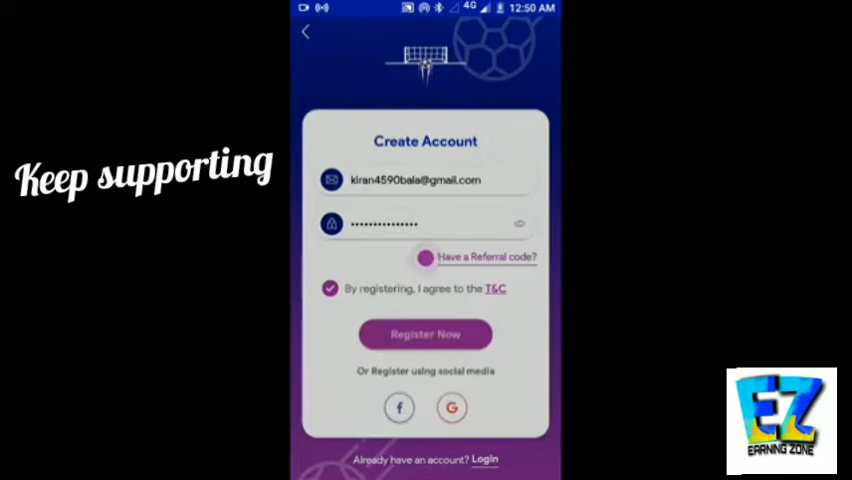 4G 12:50 AM
Create Account
Keep supporting
kiran4590bala@gmail.com
•••••••••••••••
Have a Referral code?
By registering, I agree to the T&C
Register Now
Or Register using social media
f G
Already have an account? Login
EZ
EARNING ZONE